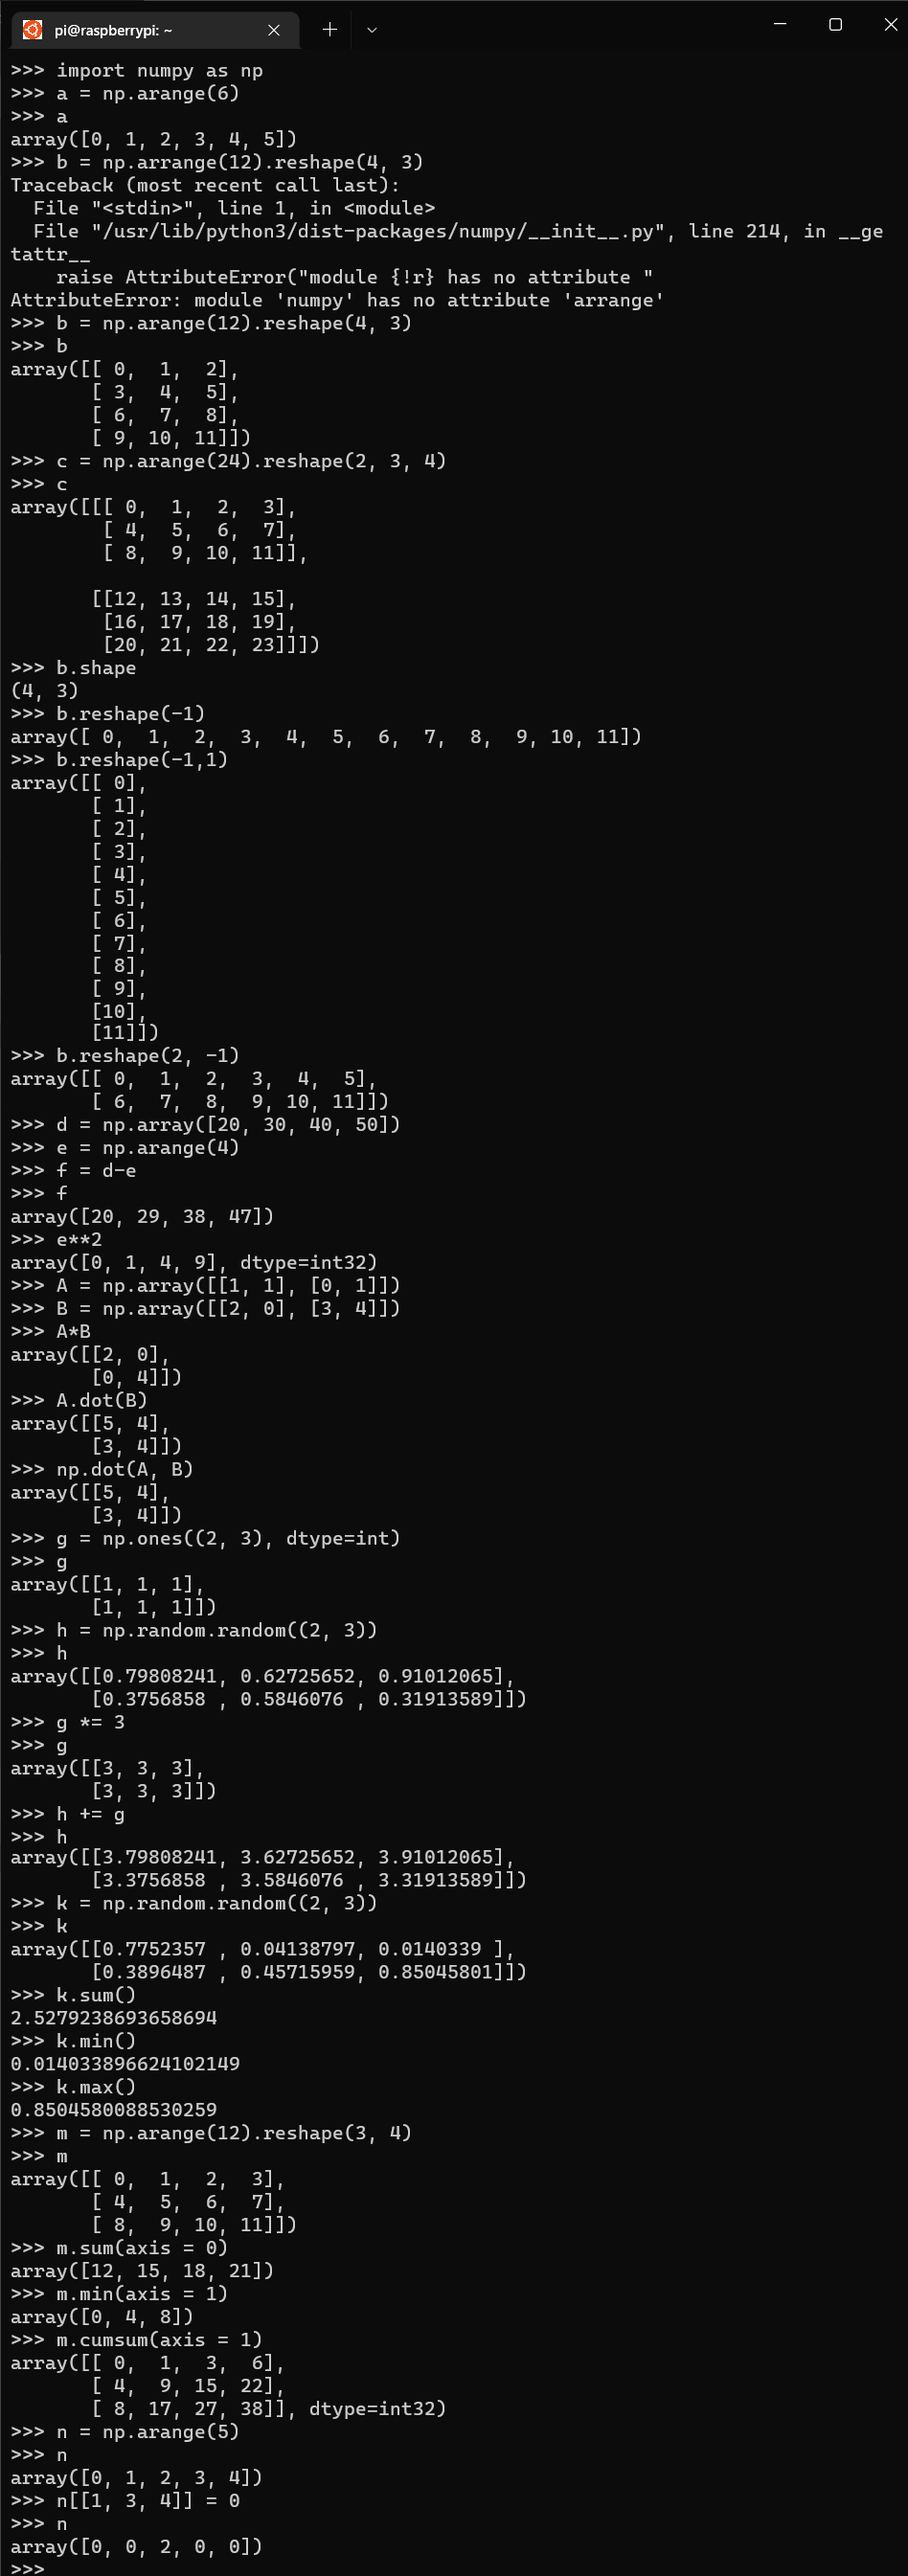 pi@raspberrypi: ~
>>> import numpy as np
>>> a = np.arange(6)
>>> a
array([0, 1, 2, 3, 4, 5])
>>> b = np.arrange(12).reshape(4, 3)
Traceback (most recent call last):
  File "<stdin>", line 1, in <module>
  File "/usr/lib/python3/dist-packages/numpy/__init__.py", line 214, in __ge
tattr__
    raise AttributeError("module {!r} has no attribute "
AttributeError: module 'numpy' has no attribute 'arrange'
>>> b = np.arange(12).reshape(4, 3)
>>> b
array([[ 0,  1,  2],
       [ 3,  4,  5],
       [ 6,  7,  8],
       [ 9, 10, 11]])
>>> c = np.arange(24).reshape(2, 3, 4)
>>> c
array([[[ 0,  1,  2,  3],
        [ 4,  5,  6,  7],
        [ 8,  9, 10, 11]],

       [[12, 13, 14, 15],
        [16, 17, 18, 19],
        [20, 21, 22, 23]]])
>>> b.shape
(4, 3)
>>> b.reshape(-1)
array([ 0,  1,  2,  3,  4,  5,  6,  7,  8,  9, 10, 11])
>>> b.reshape(-1,1)
array([[ 0],
       [ 1],
       [ 2],
       [ 3],
       [ 4],
       [ 5],
       [ 6],
       [ 7],
       [ 8],
       [ 9],
       [10],
       [11]])
>>> b.reshape(2, -1)
array([[ 0,  1,  2,  3,  4,  5],
       [ 6,  7,  8,  9, 10, 11]])
>>> d = np.array([20, 30, 40, 50])
>>> e = np.arange(4)
>>> f = d-e
>>> f
array([20, 29, 38, 47])
>>> e**2
array([0, 1, 4, 9], dtype=int32)
>>> A = np.array([[1, 1], [0, 1]])
>>> B = np.array([[2, 0], [3, 4]])
>>> A*B
array([[2, 0],
       [0, 4]])
>>> A.dot(B)
array([[5, 4],
       [3, 4]])
>>> np.dot(A, B)
array([[5, 4],
       [3, 4]])
>>> g = np.ones((2, 3), dtype=int)
>>> g
array([[1, 1, 1],
       [1, 1, 1]])
>>> h = np.random.random((2, 3))
>>> h
array([[0.79808241, 0.62725652, 0.91012065],
       [0.3756858 , 0.5846076 , 0.31913589]])
>>> g *= 3
>>> g
array([[3, 3, 3],
       [3, 3, 3]])
>>> h += g
>>> h
array([[3.79808241, 3.62725652, 3.91012065],
       [3.3756858 , 3.5846076 , 3.31913589]])
>>> k = np.random.random((2, 3))
>>> k
array([[0.7752357 , 0.04138797, 0.0140339 ],
       [0.3896487 , 0.45715959, 0.85045801]])
>>> k.sum()
2.5279238693658694
>>> k.min()
0.014033896624102149
>>> k.max()
0.8504580088530259
>>> m = np.arange(12).reshape(3, 4)
>>> m
array([[ 0,  1,  2,  3],
       [ 4,  5,  6,  7],
       [ 8,  9, 10, 11]])
>>> m.sum(axis = 0)
array([12, 15, 18, 21])
>>> m.min(axis = 1)
array([0, 4, 8])
>>> m.cumsum(axis = 1)
array([[ 0,  1,  3,  6],
       [ 4,  9, 15, 22],
       [ 8, 17, 27, 38]], dtype=int32)
>>> n = np.arange(5)
>>> n
array([0, 1, 2, 3, 4])
>>> n[[1, 3, 4]] = 0
>>> n
array([0, 0, 2, 0, 0])
>>>